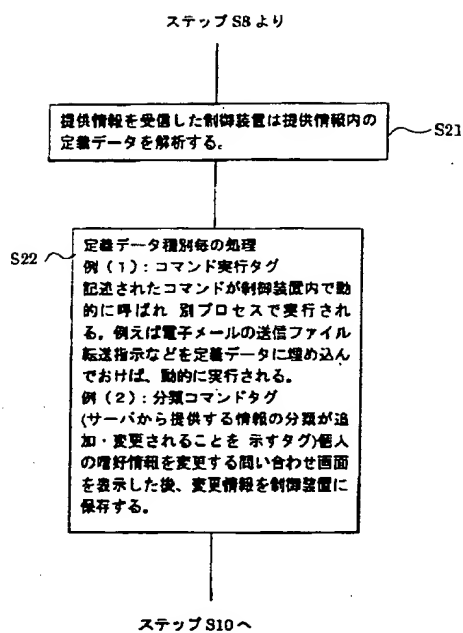 ステップS8より
提供情報を受信した制御装置は提供情報内の
定義データを解析する。
S21
S22
定義データ種別毎の処理
例(1):コマンド実行タグ
記述されたコマンドが制御装置内で動
的に呼ばれ 別プロセスで実行され
る。例えば電子メールの送信ファイル
転送指示などを定義データに埋め込ん
でおけば、動的に実行される。
例(2):分類コマンドタグ
(サーバから提供する情報の分類が追
加・変更されることを 示すタグ)個人
の嗜好情報を変更する問い合わせ画面
を表示した後、変更情報を制御装置に
保存する。
ステップS10へ